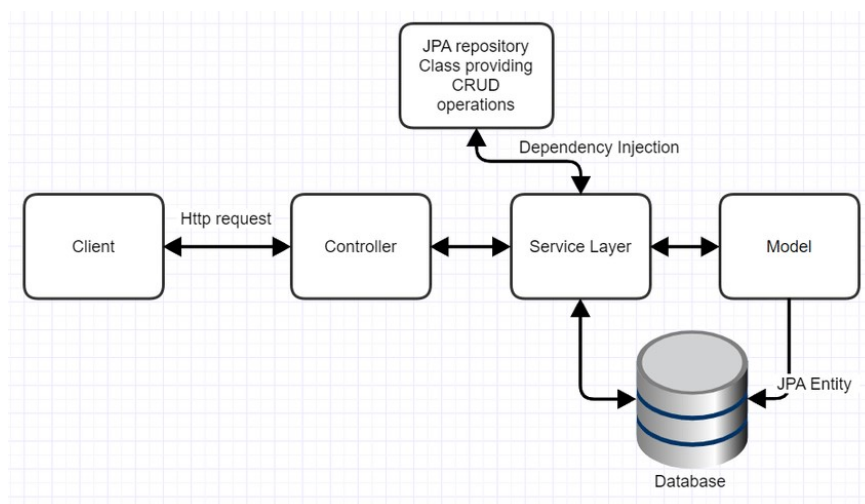 JPA repository
Class providing
CRUD
operations
Dependency Injection
Http request
Client
Controller
Service Layer
Model
JPA Entity
Database